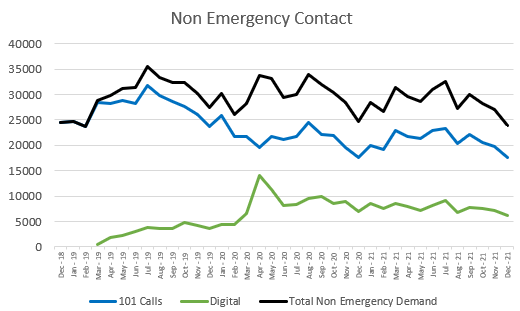 Non Emergency Contact
40000
35000
30000
25000
20000
15000
10000
5000
0
Dec - 18
Jan - 19
Feb - 19
Mar - 19
Apr - 19
May - 19
Jun - 19
Jul - 19
Aug - 19
Sep - 19
Oct - 19
Nov - 19
Dec - 19
Jan - 20
Feb - 20
Mar - 20
Apr - 20
May - 20
Jun - 20
Jul - 20
Aug - 20
Sep - 20
Oct - 20
Nov - 20
Dec - 20
Jan - 21
Feb - 21
Mar - 21
Apr - 21
May - 21
Jun - 21
Jul - 21
Aug - 21
Sep - 21
Oct - 21
Nov - 21
Dec - 21
101 Calls Digital Total Non Emergency Demand